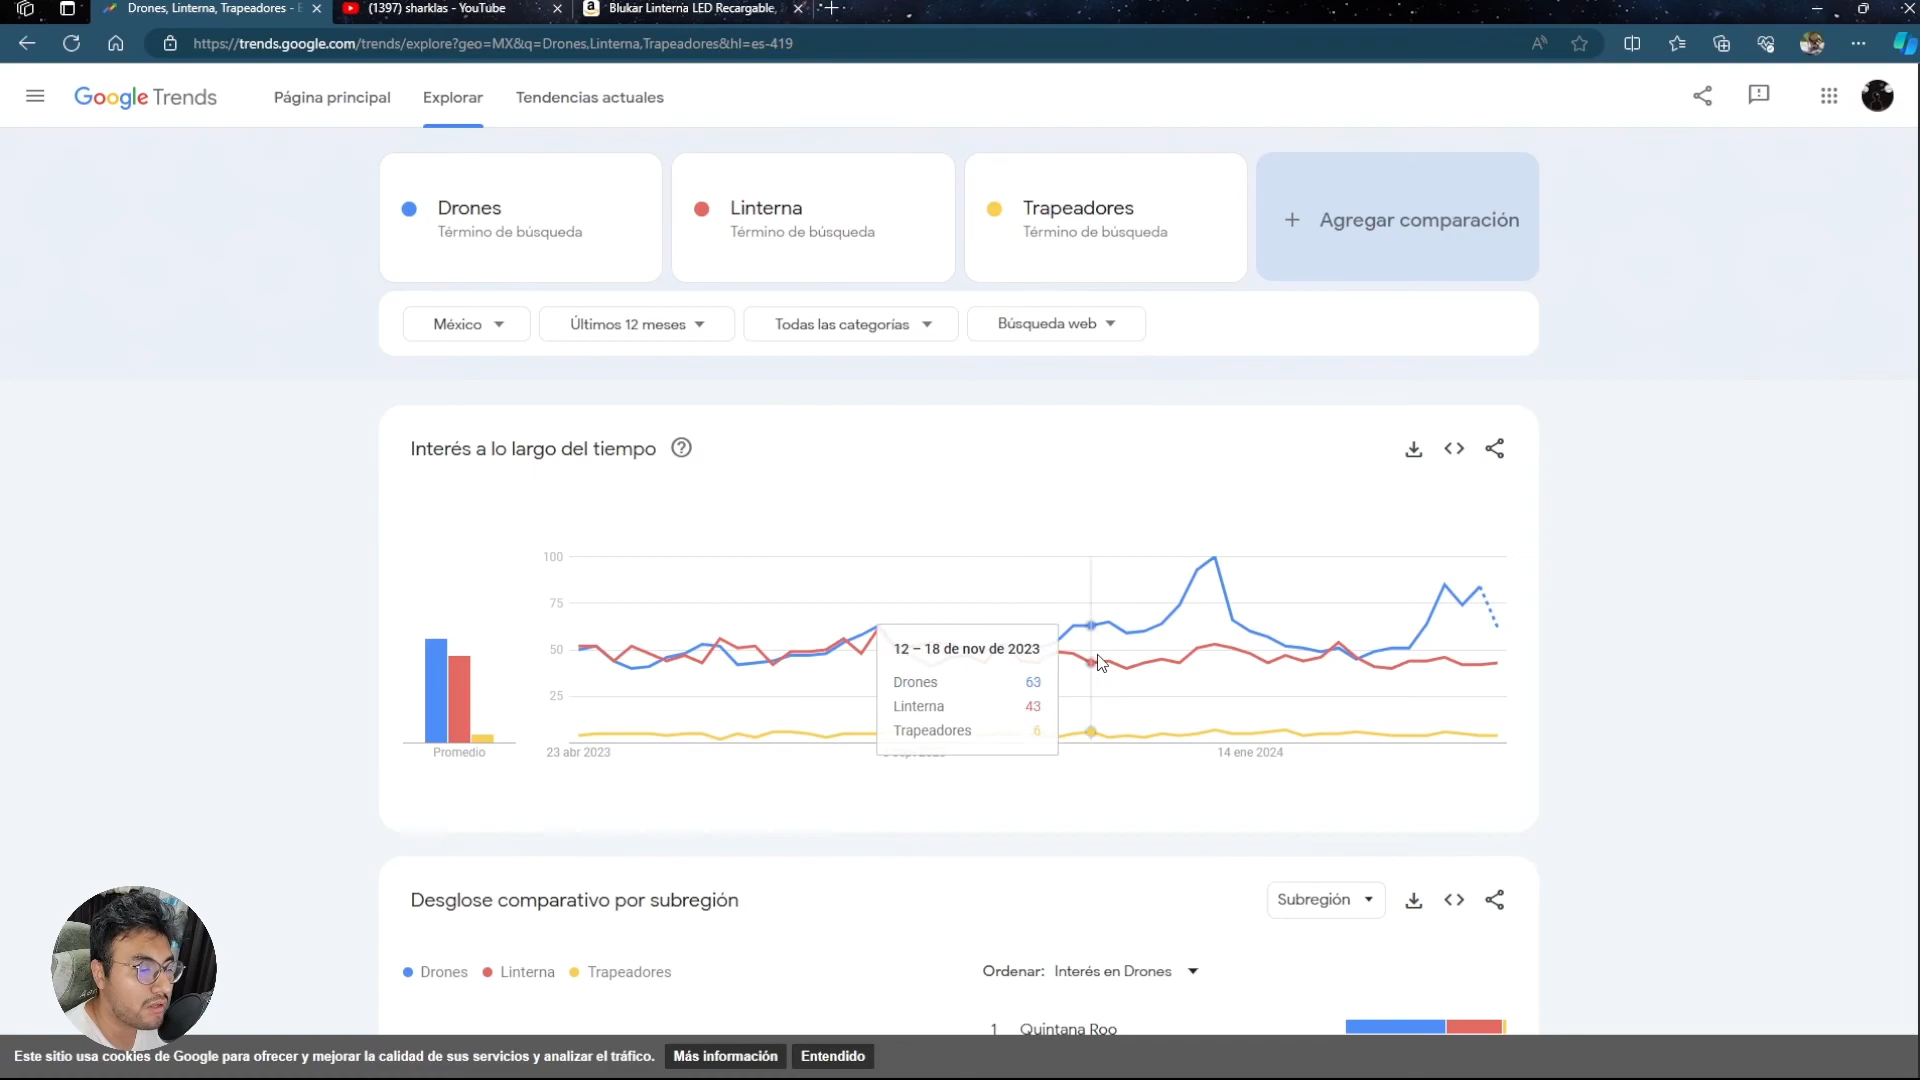 Drones, Linterna, Trapeadores - E
(1397) sharklas - YouTube
Blukar Linterna LED Recargable,
https://trends.google.com/trends/explore?geo=MX&q=Drones,Linterna,Trapeadores&hl=es-419
Google Trends
Página principal
Explorar
Tendencias actuales
Drones
Término de búsqueda
Linterna
Término de búsqueda
Trapeadores
Término de búsqueda
+ Agregar comparación
México
Últimos 12 meses
Todas las categorías
Búsqueda web
Interés a lo largo del tiempo
100
75
50
25
12 – 18 de nov de 2023
Drones 63
Linterna 43
Trapeadores 6
Promedio
23 abr 2023
14 ene 2024
Desglose comparativo por subregión
Subregión
Drones
Linterna
Trapeadores
Ordenar: Interés en Drones
1 Quintana Roo
Este sitio usa cookies de Google para ofrecer y mejorar la calidad de sus servicios y analizar el tráfico.
Más información
Entendido